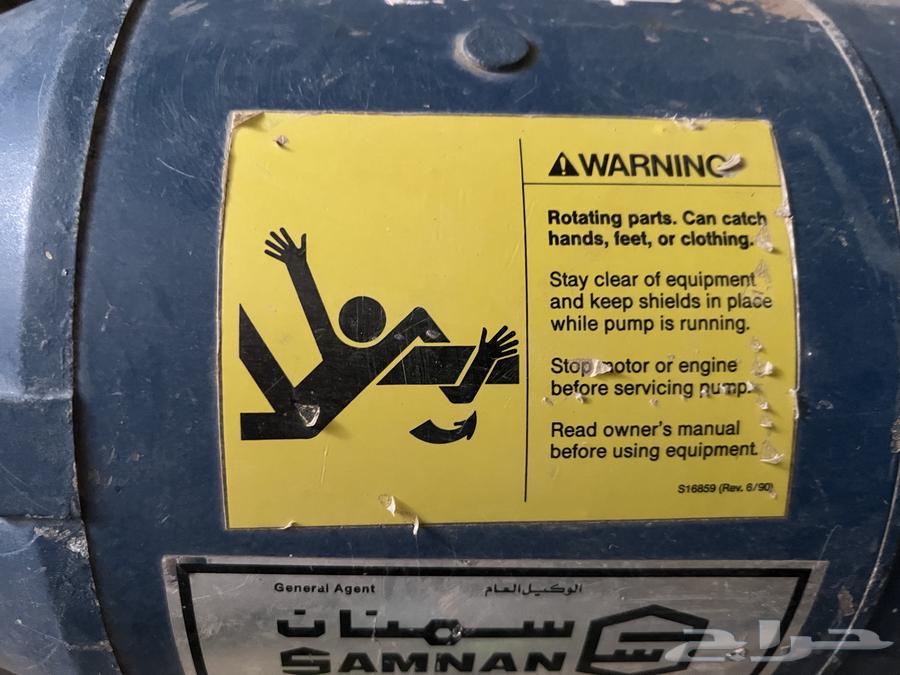 WARNING
Rotating parts. Can catch
hands, feet, or clothing.
Stay clear of equipment
and keep shields in place
while pump is running.
Stop motor or engine
before servicing pump.
Read owner's manual
before using equipment.
S16859 (Rev. 6/90)
General Agent الوكيل العام
سمنان
SAMNAN
حراج